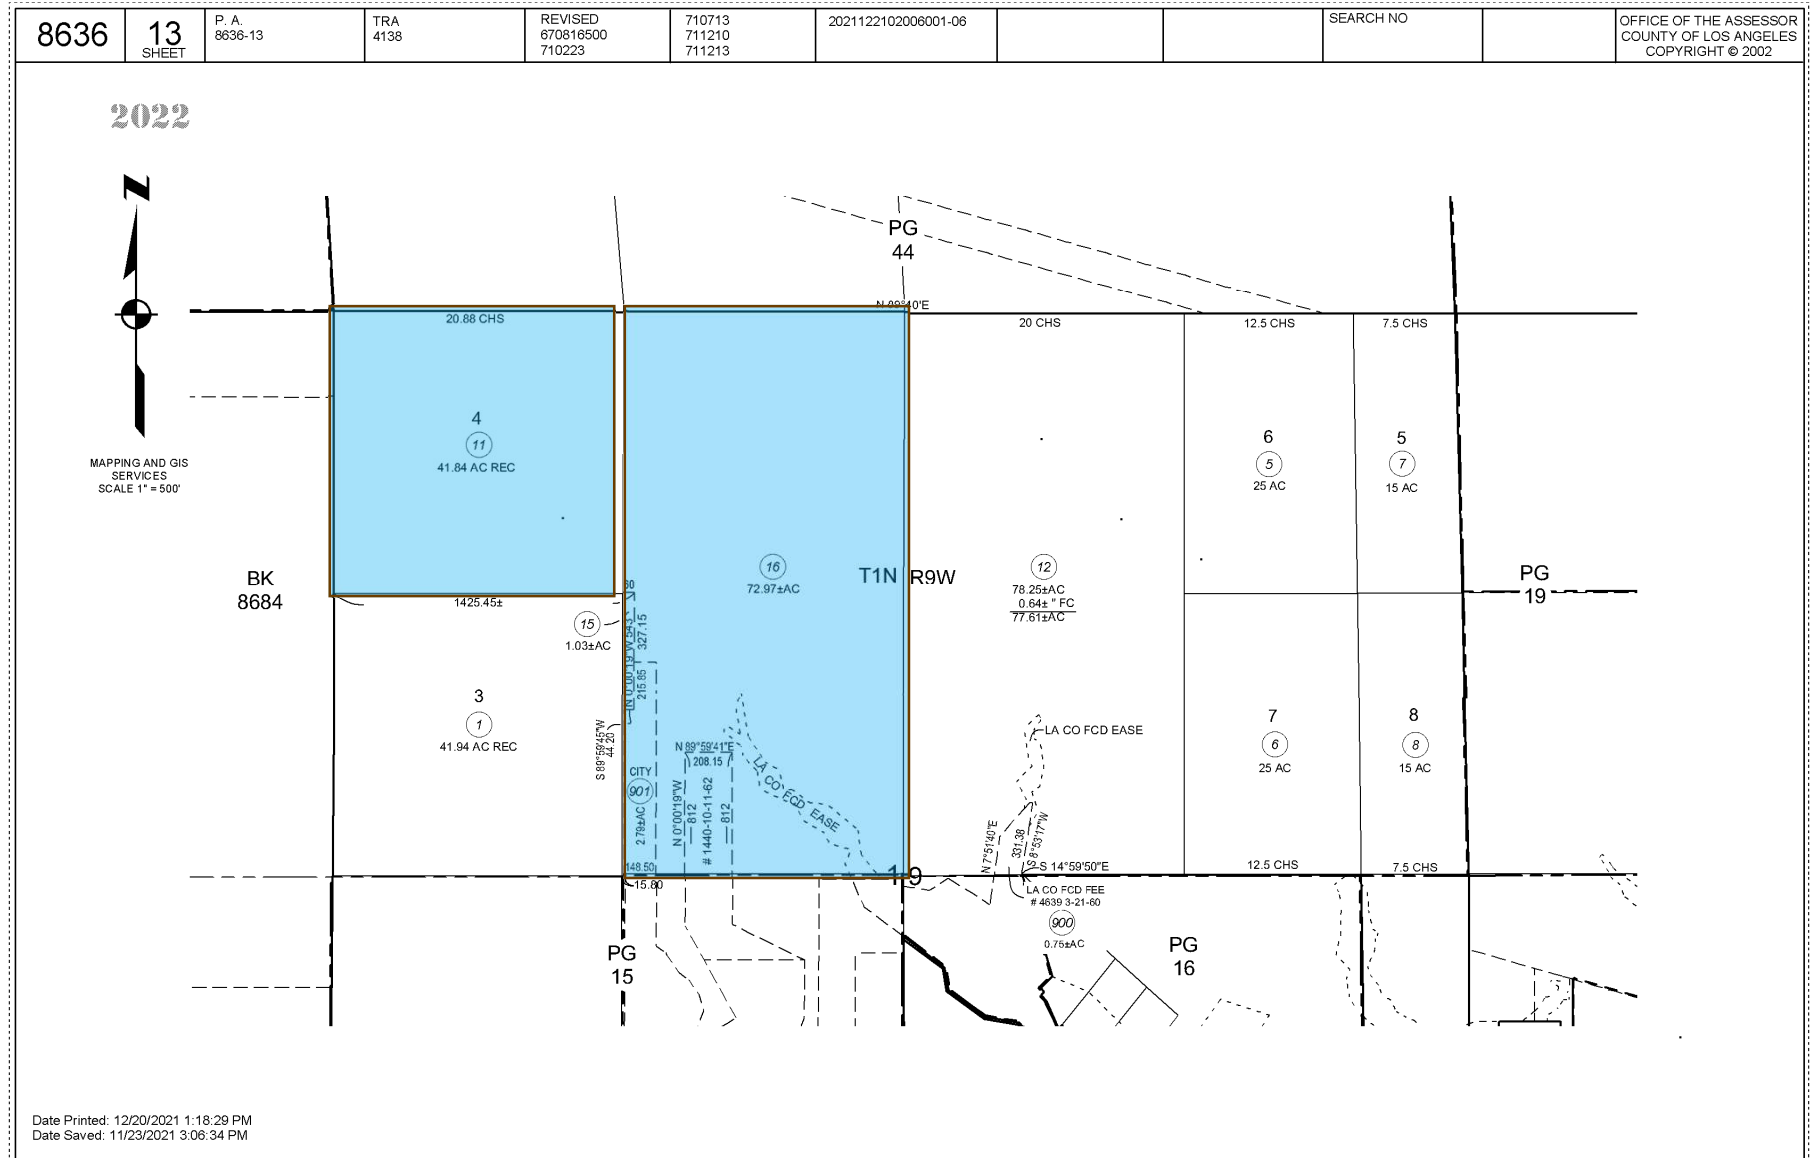 8636
13
SHEET
P. A.
8636-13
TRA
4138
REVISED
670816500
710223
710713
711210
711213
2021122102006001-06
SEARCH NO
OFFICE OF THE ASSESSOR
COUNTY OF LOS ANGELES
COPYRIGHT © 2002
2022
N
MAPPING AND GIS
SERVICES
SCALE 1" = 500'
PG
44
20.88 CHS
20 CHS
12.5 CHS
7.5 CHS
4
11
41.84 AC REC
6
5
25 AC
5
7
15 AC
BK
8684
16
72.97±AC
T1N
R9W
12
78.25±AC
0.64± " FC
77.61±AC
PG
19
60
1425.45±
15
1.03±AC
327.15
215.85
3
1
41.94 AC REC
S 89°59'45"W
44.20
CITY
901
2.79±AC
148.50
15.80
N 89°59'41"E
208.15
N 0°00'19"W
812
# 1440-10-11-62
812
LA CO FCD EASE
LA CO FCD EASE
7
6
25 AC
8
8
15 AC
N 7°51'40"E
331.38
S 8°53'17"W
S 14°59'50"E
12.5 CHS
7.5 CHS
19
LA CO FCD FEE
# 4639 3-21-60
900
0.75±AC
PG
15
PG
16
Date Printed: 12/20/2021 1:18:29 PM
Date Saved: 11/23/2021 3:06:34 PM